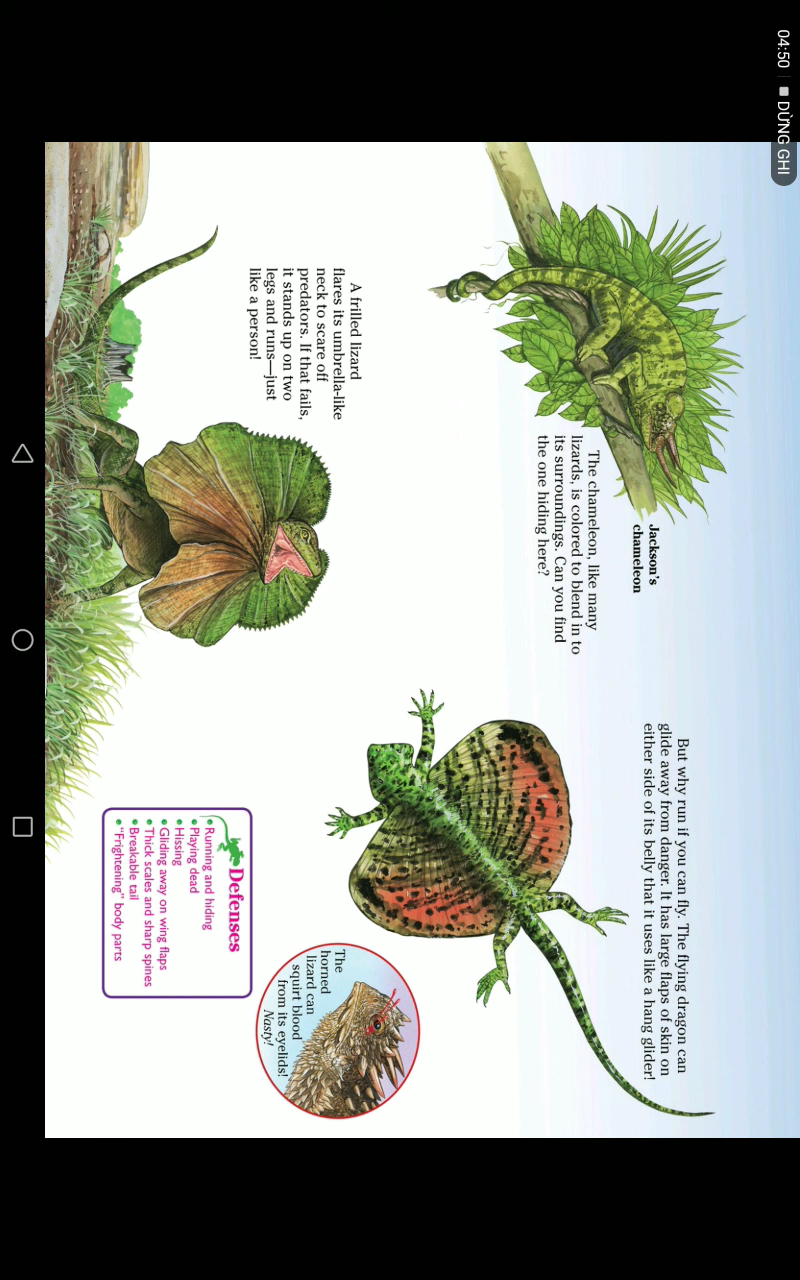 04:50
DỪNG GHI
Jackson's
chameleon
The chameleon, like many
lizards, is colored to blend in to
its surroundings. Can you find
the one hiding here?
But why run if you can fly. The flying dragon can
glide away from danger. It has large flaps of skin on
either side of its belly that it uses like a hang glider!
A frilled lizard
flares its umbrella-like
neck to scare off
predators. If that fails,
it stands up on two
legs and runs—just
like a person!
Defenses
• Running and hiding
• Playing dead
• Hissing
• Gliding away on wing flaps
• Thick scales and sharp spines
• Breakable tail
• "Frightening" body parts
The
horned
lizard can
squirt blood
from its eyelids!
Nasty!